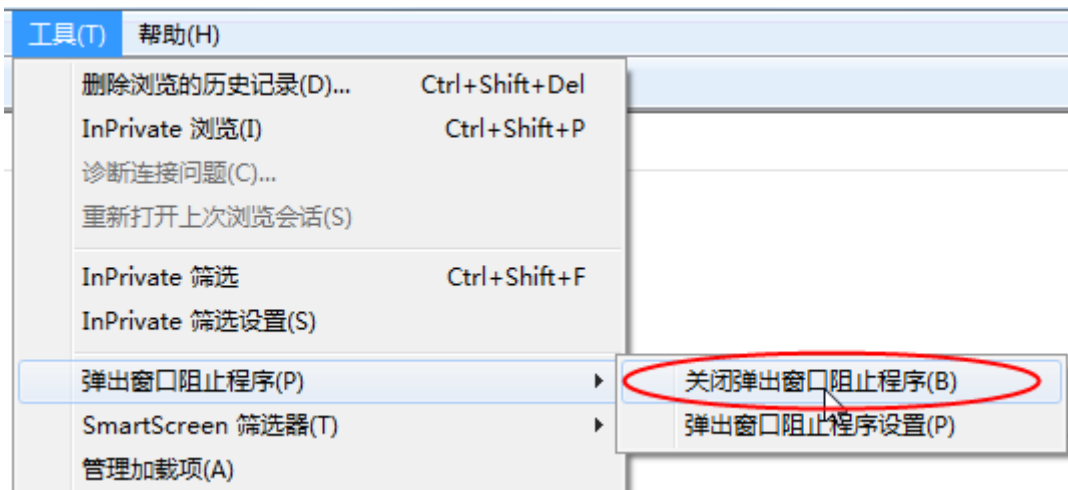 工具(T) 帮助(H)
删除浏览的历史记录(D)... Ctrl+Shift+Del
InPrivate 浏览(I) Ctrl+Shift+P
诊断连接问题(C)...
重新打开上次浏览会话(S)
InPrivate 筛选 Ctrl+Shift+F
InPrivate 筛选设置(S)
弹出窗口阻止程序(P) 关闭弹出窗口阻止程序(B)
SmartScreen 筛选器(T) 弹出窗口阻止程序设置(P)
管理加载项(A)